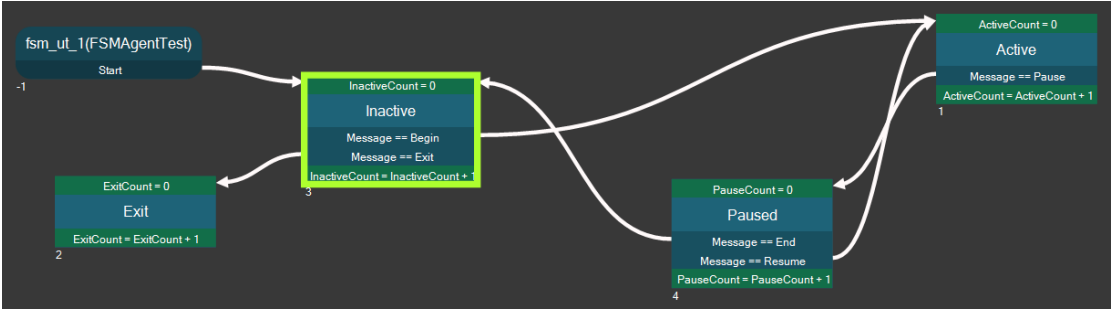 fsm_ut_1(FSMAgentTest)
Start
-1
InactiveCount = 0
Inactive
Message == Begin
Message == Exit
InactiveCount = InactiveCount + 1
3
ExitCount = 0
Exit
ExitCount = ExitCount + 1
2
ActiveCount = 0
Active
Message == Pause
ActiveCount = ActiveCount + 1
1
PauseCount = 0
Paused
Message == End
Message == Resume
PauseCount = PauseCount + 1
4